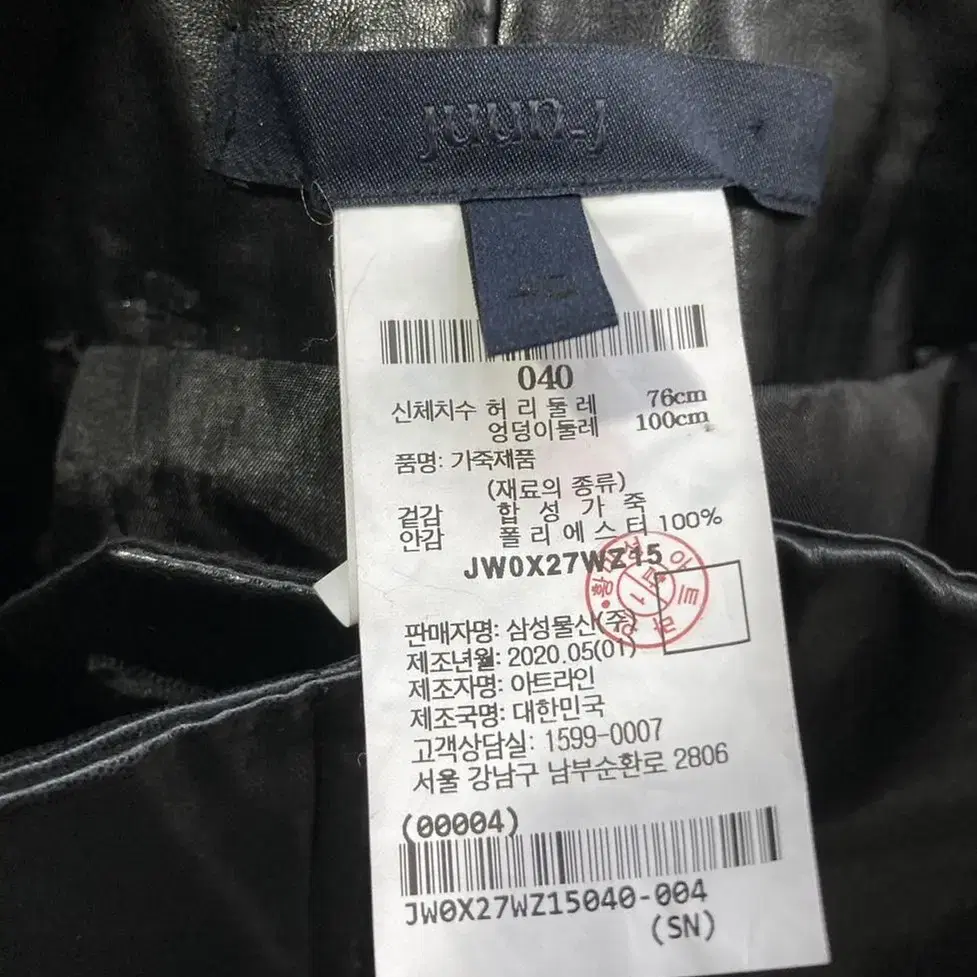 juun.j
040
신체치수 허 리 둘 레 76cm
엉덩이둘레 100cm
품명: 가죽제품
(재료의 종류)
겉감 합 성 가 죽
안감 폴 리 에 스 터 100%
JW0X27WZ15
판매자명: 삼성물산(주)
제조년월: 2020.05(01)
제조자명: 아트라인
제조국명: 대한민국
고객상담실: 1599-0007
서울 강남구 남부순환로 2806
(00004)
JW0X27WZ15040-004
(SN)